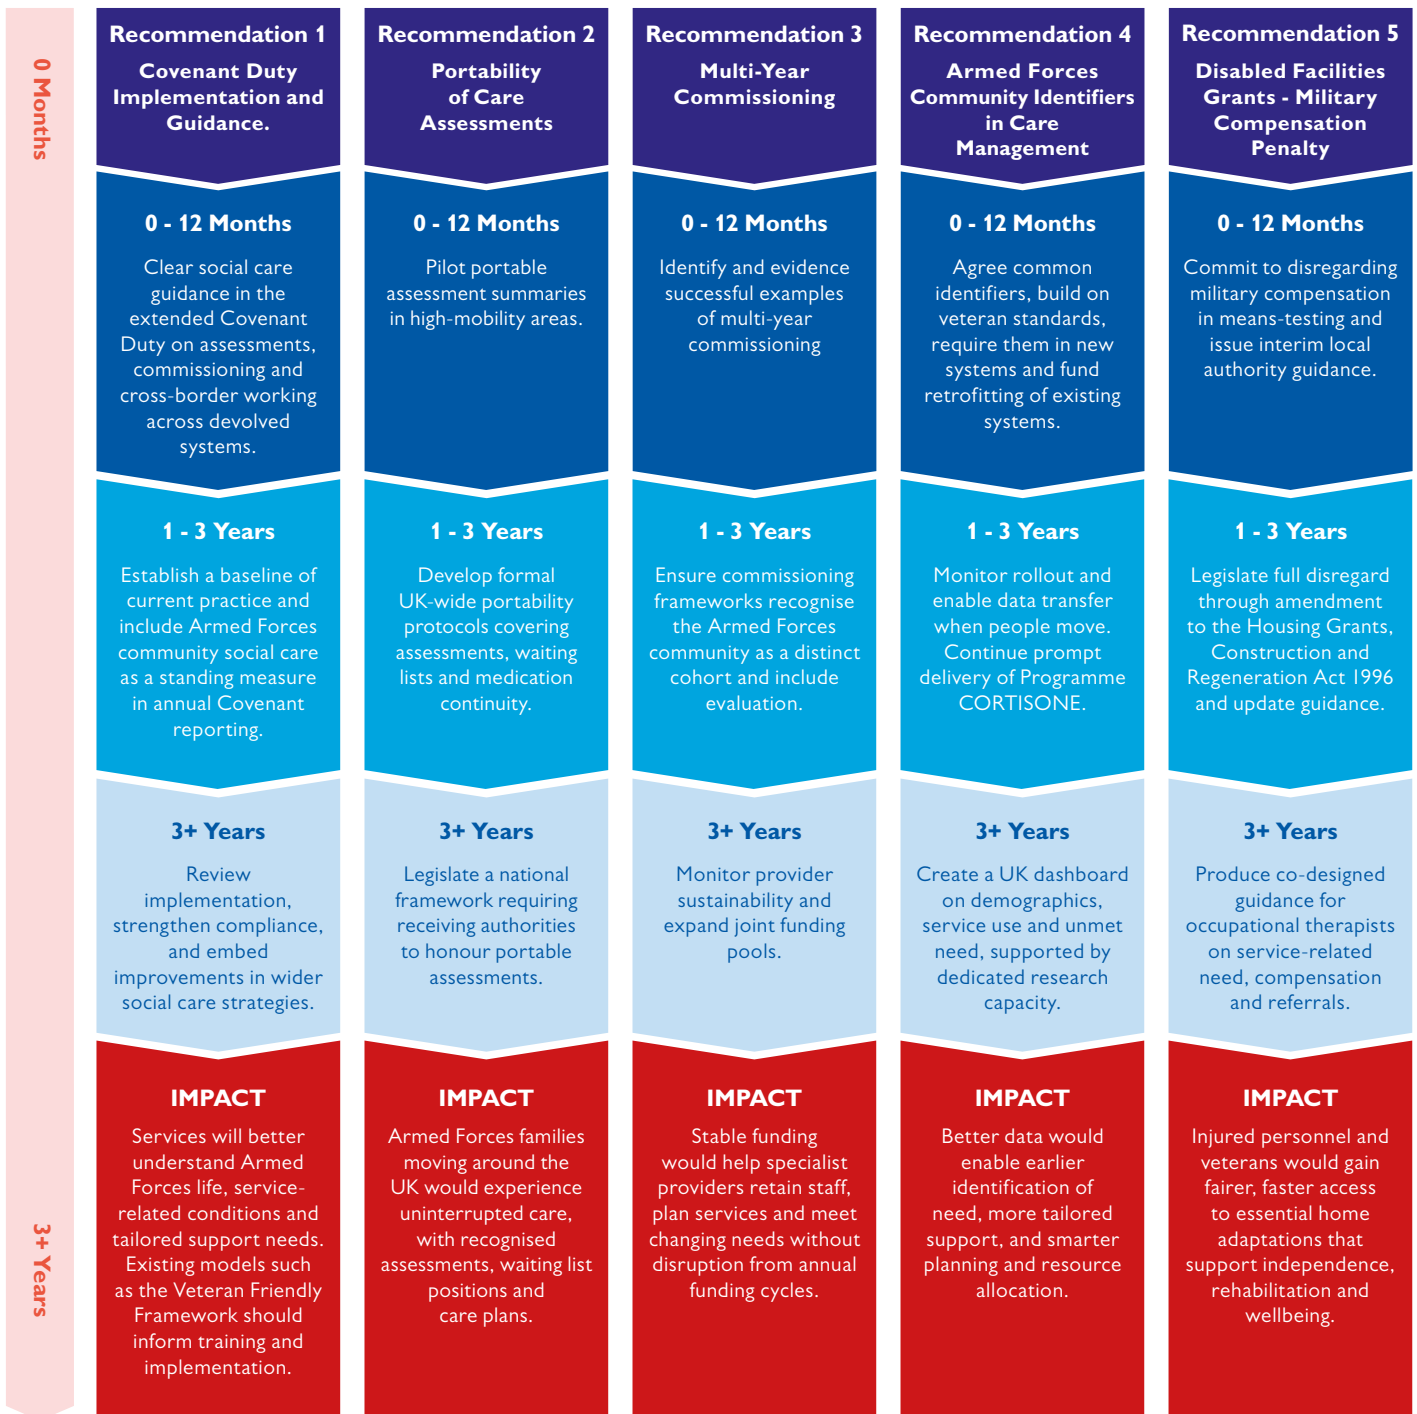 0 Months
3+ Years
Recommendation 1
Covenant Duty
Implementation and
Guidance.
0 - 12 Months
Clear social care
guidance in the
extended Covenant
Duty on assessments,
commissioning and
cross-border working
across devolved
systems.
1 - 3 Years
Establish a baseline of
current practice and
include Armed Forces
community social care
as a standing measure
in annual Covenant
reporting.
3+ Years
Review
implementation,
strengthen compliance,
and embed
improvements in wider
social care strategies.
IMPACT
Services will better
understand Armed
Forces life, service-
related conditions and
tailored support needs.
Existing models such
as the Veteran Friendly
Framework should
inform training and
implementation.
Recommendation 2
Portability
of Care
Assessments
0 - 12 Months
Pilot portable
assessment summaries
in high-mobility areas.
1 - 3 Years
Develop formal
UK-wide portability
protocols covering
assessments, waiting
lists and medication
continuity.
3+ Years
Legislate a national
framework requiring
receiving authorities
to honour portable
assessments.
IMPACT
Armed Forces families
moving around the
UK would experience
uninterrupted care,
with recognised
assessments, waiting list
positions and
care plans.
Recommendation 3
Multi-Year
Commissioning
0 - 12 Months
Identify and evidence
successful examples
of multi-year
commissioning
1 - 3 Years
Ensure commissioning
frameworks recognise
the Armed Forces
community as a distinct
cohort and include
evaluation.
3+ Years
Monitor provider
sustainability and
expand joint funding
pools.
IMPACT
Stable funding
would help specialist
providers retain staff,
plan services and meet
changing needs without
disruption from annual
funding cycles.
Recommendation 4
Armed Forces
Community Identifiers
in Care
Management
0 - 12 Months
Agree common
identifiers, build on
veteran standards,
require them in new
systems and fund
retrofitting of existing
systems.
1 - 3 Years
Monitor rollout and
enable data transfer
when people move.
Continue prompt
delivery of Programme
CORTISONE.
3+ Years
Create a UK dashboard
on demographics,
service use and unmet
need, supported by
dedicated research
capacity.
IMPACT
Better data would
enable earlier
identification of
need, more tailored
support, and smarter
planning and resource
allocation.
Recommendation 5
Disabled Facilities
Grants - Military
Compensation
Penalty
0 - 12 Months
Commit to disregarding
military compensation
in means-testing and
issue interim local
authority guidance.
1 - 3 Years
Legislate full disregard
through amendment
to the Housing Grants,
Construction and
Regeneration Act 1996
and update guidance.
3+ Years
Produce co-designed
guidance for
occupational therapists
on service-related
need, compensation
and referrals.
IMPACT
Injured personnel and
veterans would gain
fairer, faster access
to essential home
adaptations that
support independence,
rehabilitation and
wellbeing.